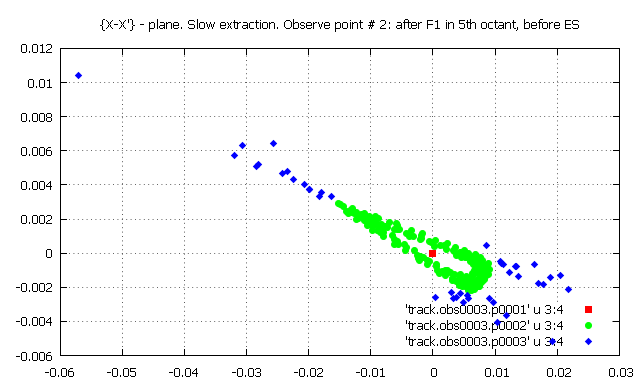 {X-X'} - plane. Slow extraction. Observe point # 2: after F1 in 5th octant, before ES
0.012
0.01
0.008
0.006
0.004
0.002
0
-0.002
'track.obs0003.p0001' u 3:4
'track.obs0003.p0002' u 3:4
-0.004
'track.obs0003.p0003' u 3:4
-0.006
-0.06 -0.05 -0.04 -0.03 -0.02 -0.01 0 0.01 0.02 0.03